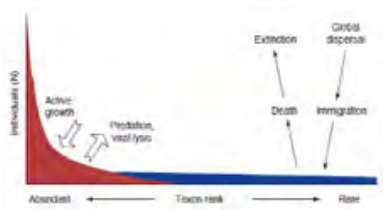 Individuals (N)
Active
growth
Predation,
viral lysis
Extinction
Global
dispersal
Death
Immigration
Abundant
Taxon rank
Rare